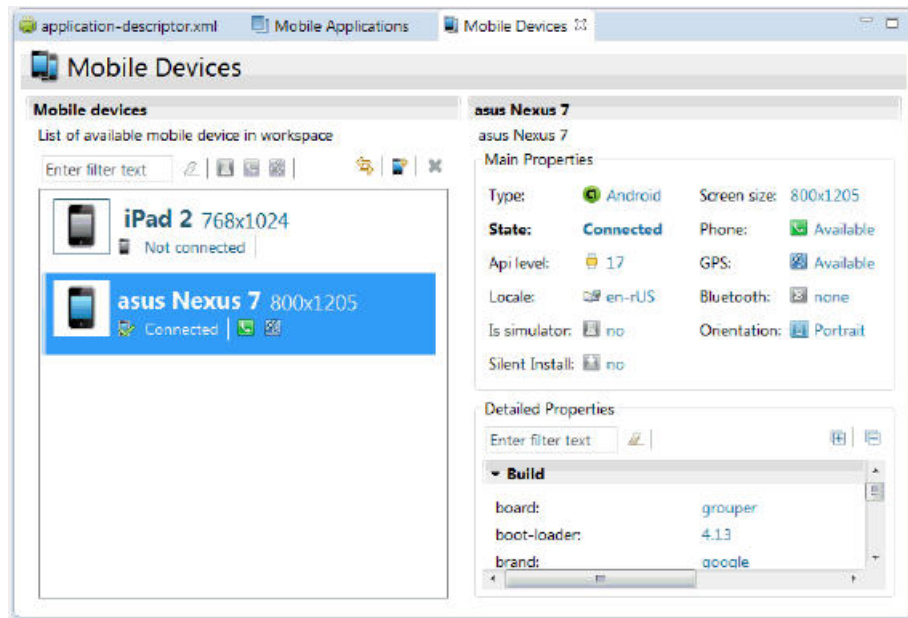 application-descriptor.xml Mobile Applications Mobile Devices
Mobile Devices
Mobile devices
List of available mobile device in workspace
Enter filter text
iPad 2 768x1024
Not connected
asus Nexus 7 800x1205
Connected
asus Nexus 7
asus Nexus 7
Main Properties
Type: Android Screen size: 800x1205
State: Connected Phone: Available
Api level: 17 GPS: Available
Locale: en-rUS Bluetooth: none
Is simulator: no Orientation: Portrait
Silent Install: no
Detailed Properties
Enter filter text
Build
board: grouper
boot-loader: 4.13
brand: google